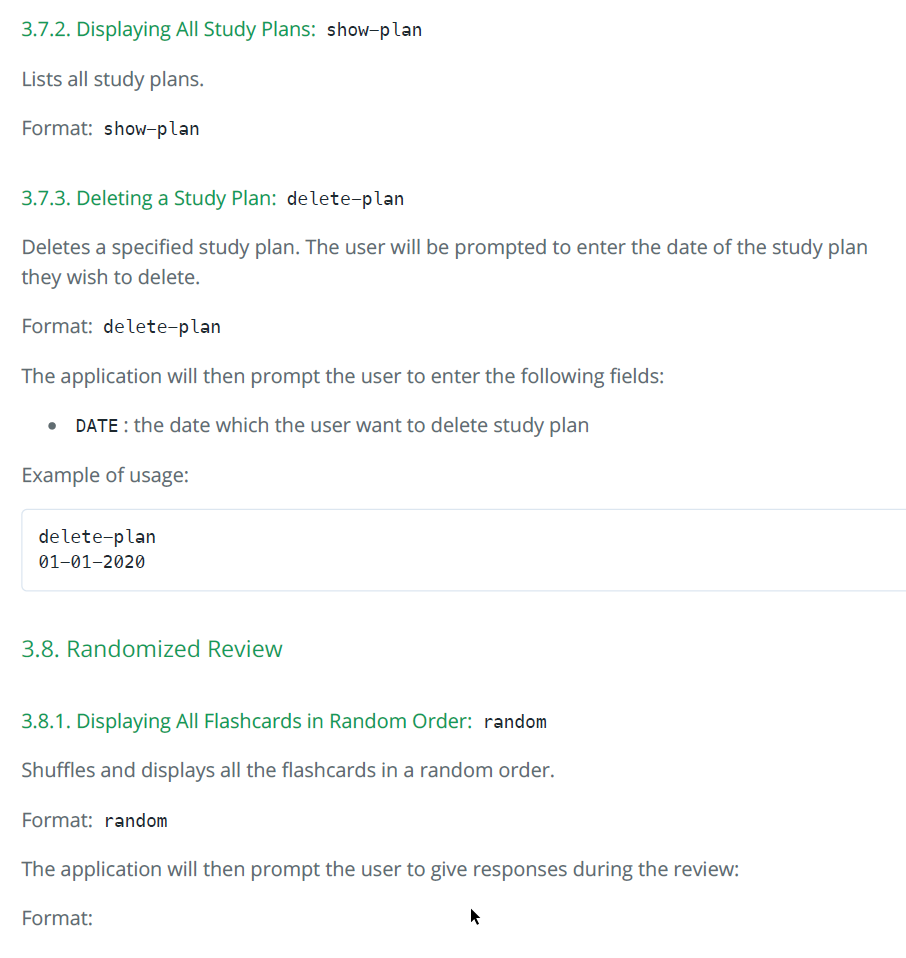 3.7.2. Displaying All Study Plans: show-plan
Lists all study plans.
Format: show-plan
3.7.3. Deleting a Study Plan: delete-plan
Deletes a specified study plan. The user will be prompted to enter the date of the study plan
they wish to delete.
Format: delete-plan
The application will then prompt the user to enter the following fields:
• DATE : the date which the user want to delete study plan
Example of usage:
delete-plan
01-01-2020
3.8. Randomized Review
3.8.1. Displaying All Flashcards in Random Order: random
Shuffles and displays all the flashcards in a random order.
Format: random
The application will then prompt the user to give responses during the review:
Format: